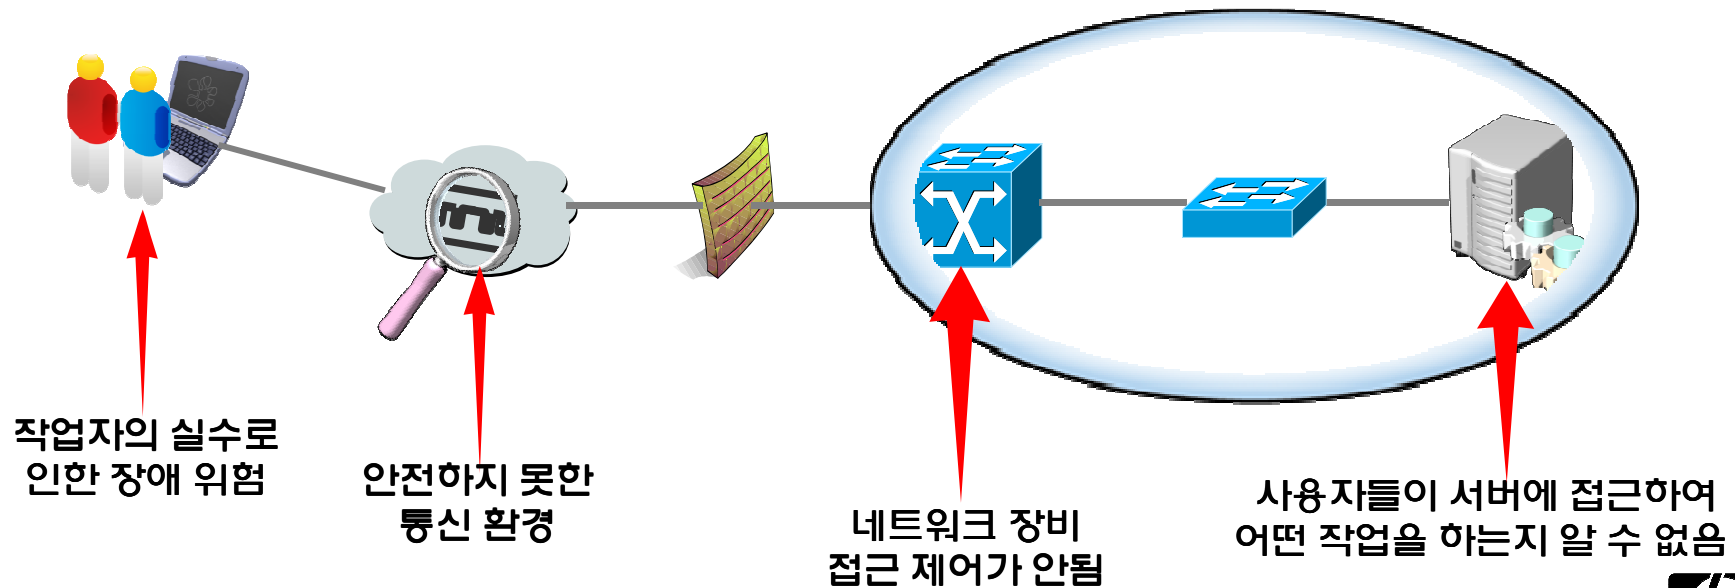 작업자의 실수로
인한 장애 위험
안전하지 못한
통신 환경
네트워크 장비
접근 제어가 안됨
사용자들이 서버에 접근하여
어떤 작업을 하는지 알 수 없음